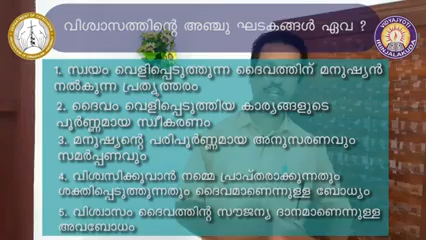 വിശ്വാസത്തിന്റെ അഞ്ചു ഘടകങ്ങൾ ഏവ ?
VIDYAJYOTI
IRINJALAKUDA
1. സ്വയം വെളിപ്പെടുത്തുന്ന ദൈവത്തിന് മനുഷ്യൻ
നൽകുന്ന പ്രത്യുത്തരം
2. ദൈവം വെളിപ്പെടുത്തിയ കാര്യങ്ങളുടെ
പൂർണ്ണമായ സ്വീകരണം
3. മനുഷ്യന്റെ പരിപൂർണ്ണമായ അനുസരണവും
സമർപ്പണവും
4. വിശ്വസിക്കുവാൻ നമ്മെ പ്രാപ്തരാക്കുന്നതും
ശക്തിപ്പെടുത്തുന്നതും ദൈവമാണെന്നുള്ള ബോധ്യം
5. വിശ്വാസം ദൈവത്തിന്റ സൗജന്യ ദാനമാണെന്നുള്ള
അവബോധം